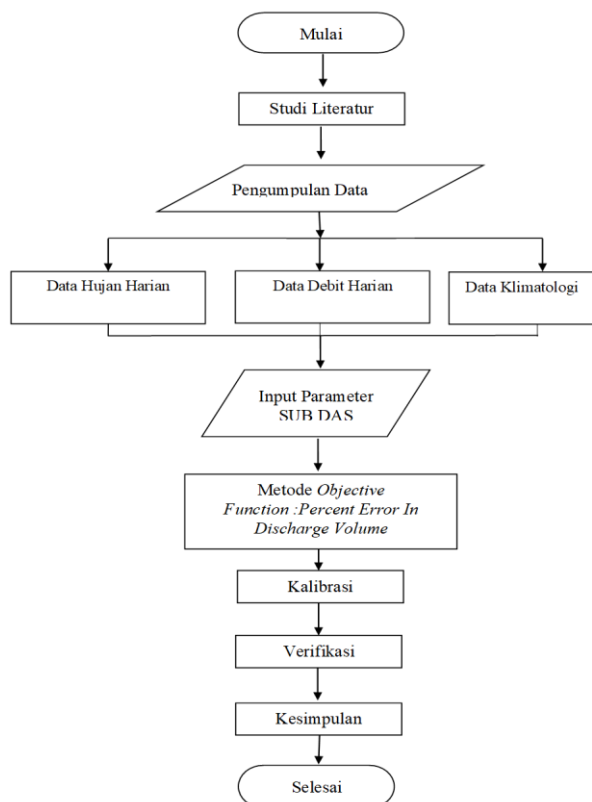 Mulai
Studi Literatur
Pengumpulan Data
Data Hujan Harian
Data Debit Harian
Data Klimatologi
Input Parameter
SUB DAS
Metode Objective
Function :Percent Error In
Discharge Volume
Kalibrasi
Verifikasi
Kesimpulan
Selesai